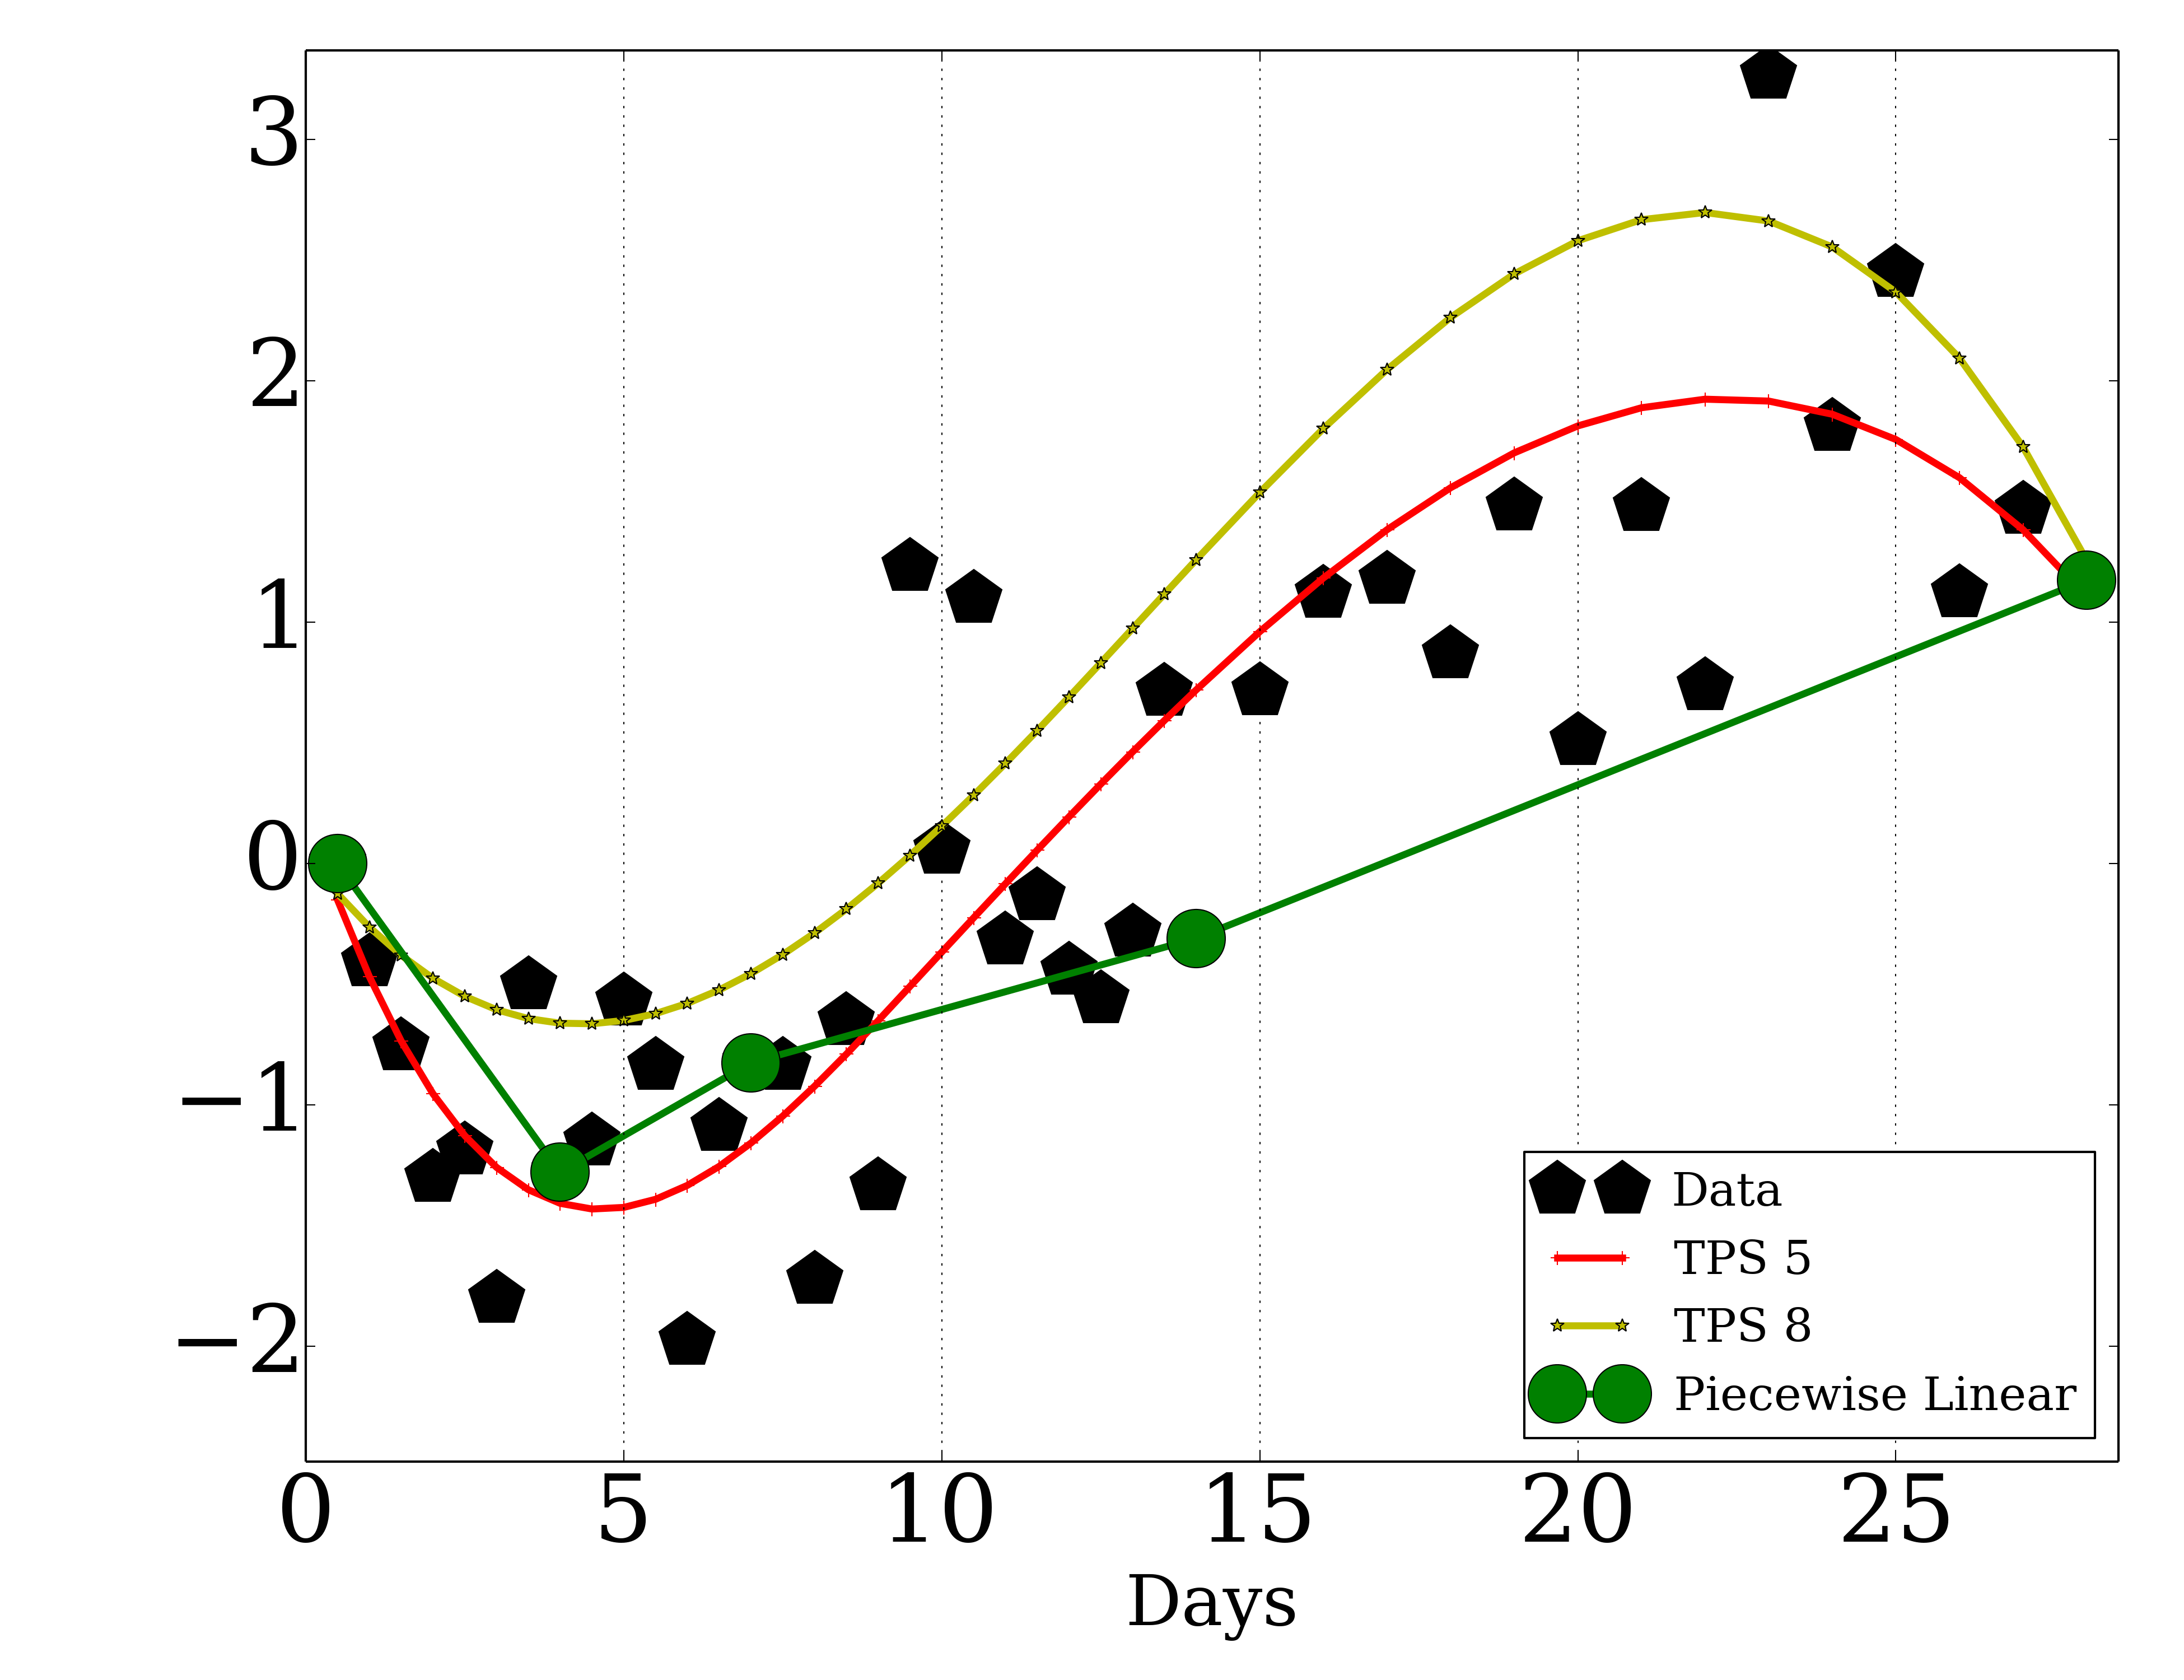 3
2
1
0
−1
−2
0 5 10 15 20 25
Days
Data
TPS 5
TPS 8
Piecewise Linear